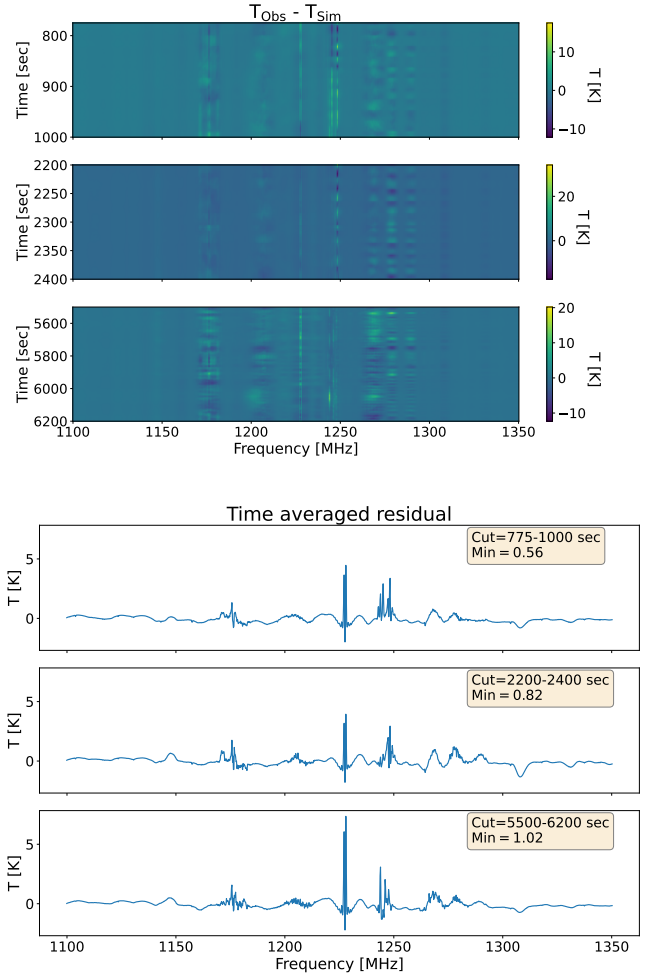 T_Obs - T_Sim
800
900
1000
Time [sec]
10
0
−10
T [K]
2200
2250
2300
2350
2400
Time [sec]
20
0
T [K]
5600
5800
6000
6200
Time [sec]
20
10
0
−10
T [K]
1100 1150 1200 1250 1300 1350
Frequency [MHz]
Time averaged residual
Cut=775-1000 sec
Min = 0.56
5
0
T [K]
Cut=2200-2400 sec
Min = 0.82
5
0
T [K]
Cut=5500-6200 sec
Min = 1.02
5
0
T [K]
1100 1150 1200 1250 1300 1350
Frequency [MHz]